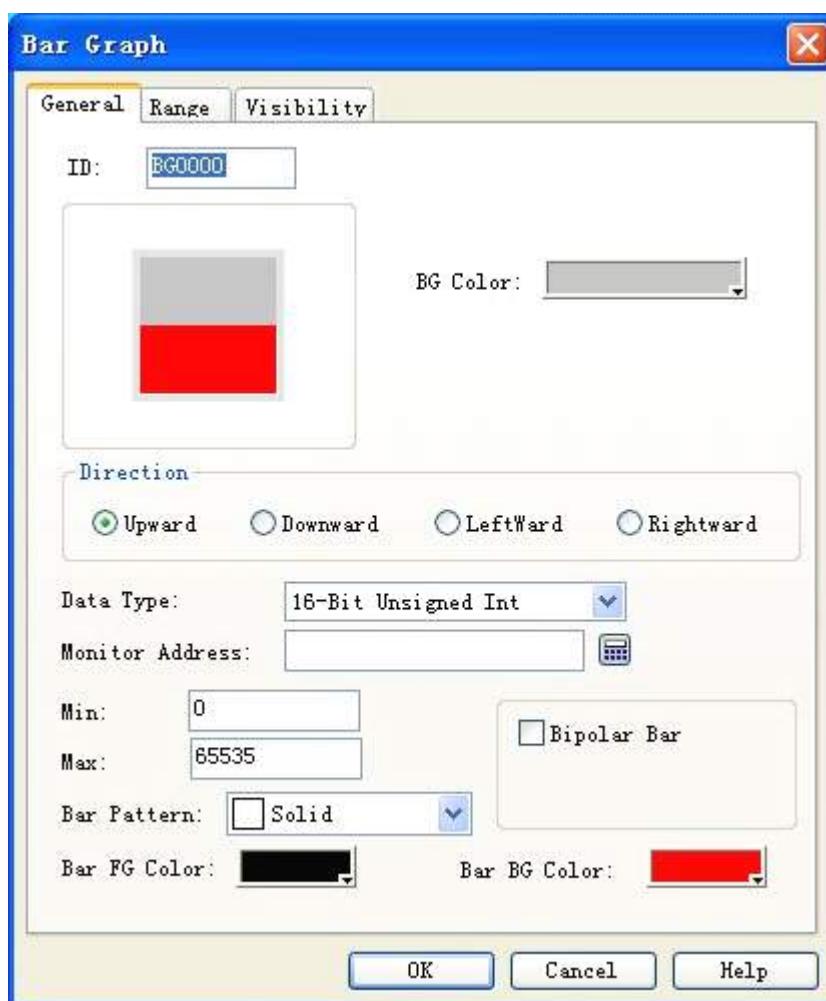 Bar Graph
General Range Visibility
ID: BG0000
BG Color:
Direction
Upward Downward LeftWard Rightward
Data Type: 16-Bit Unsigned Int
Monitor Address:
Min: 0
Bipolar Bar
Max: 65535
Bar Pattern: Solid
Bar FG Color: Bar BG Color:
OK Cancel Help